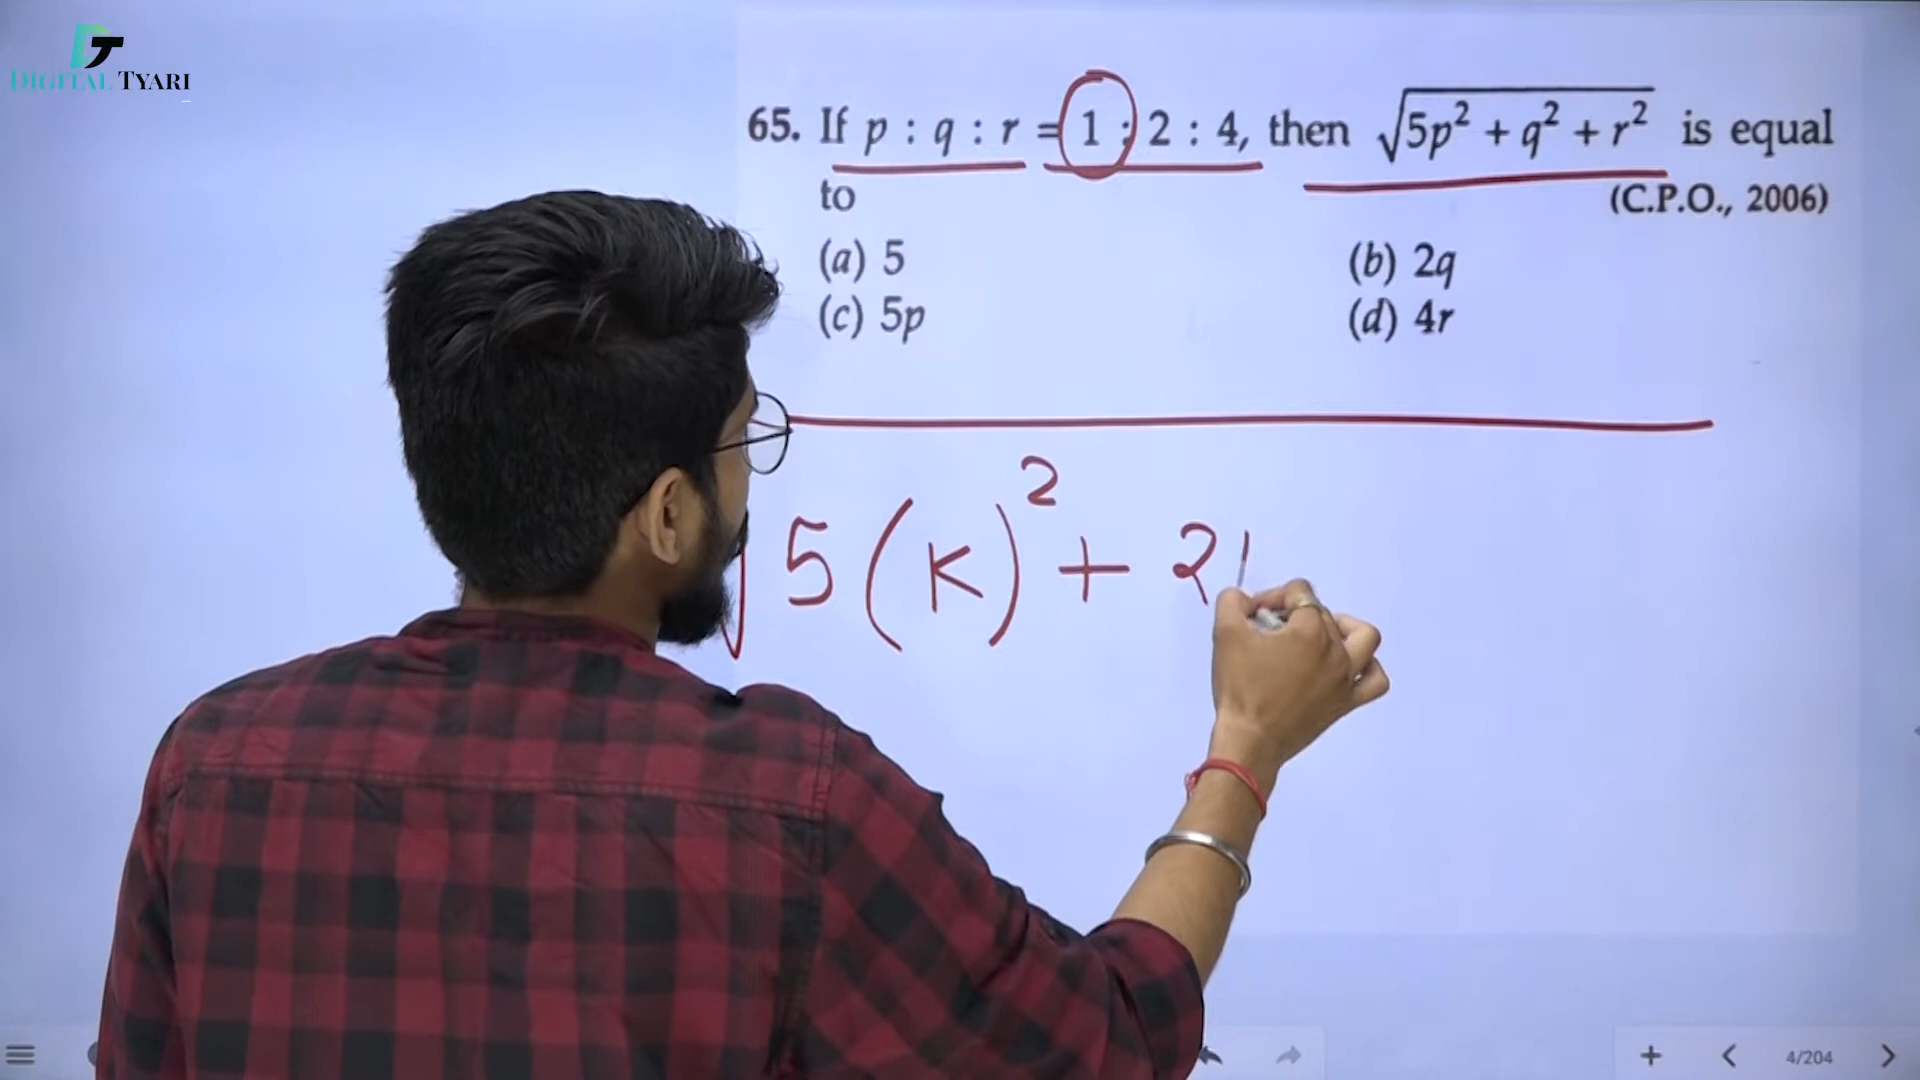 DIGITAL TYARI
65. If p : q : r = 1 : 2 : 4, then √5p² + q² + r² is equal
to (C.P.O., 2006)
(a) 5 (b) 2q
(c) 5p (d) 4r
√5(K)² + 2
4/204